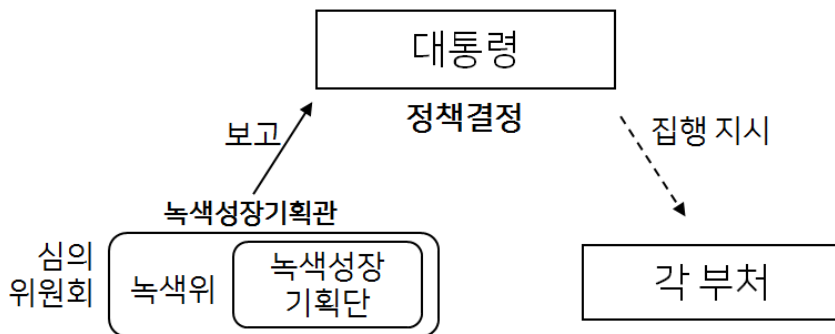 대통령
정책결정
보고
집행 지시
녹색성장기획관
심의
위원회
녹색위
녹색성장
기획단
각 부처